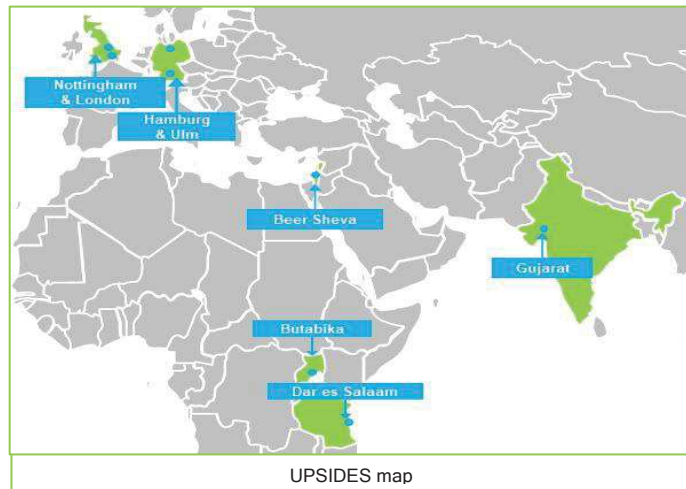 Nottingham
& London
Hamburg
& Ulm
Beer Sheva
Gujarat
Butabika
Dar es Salaam
UPSIDES map